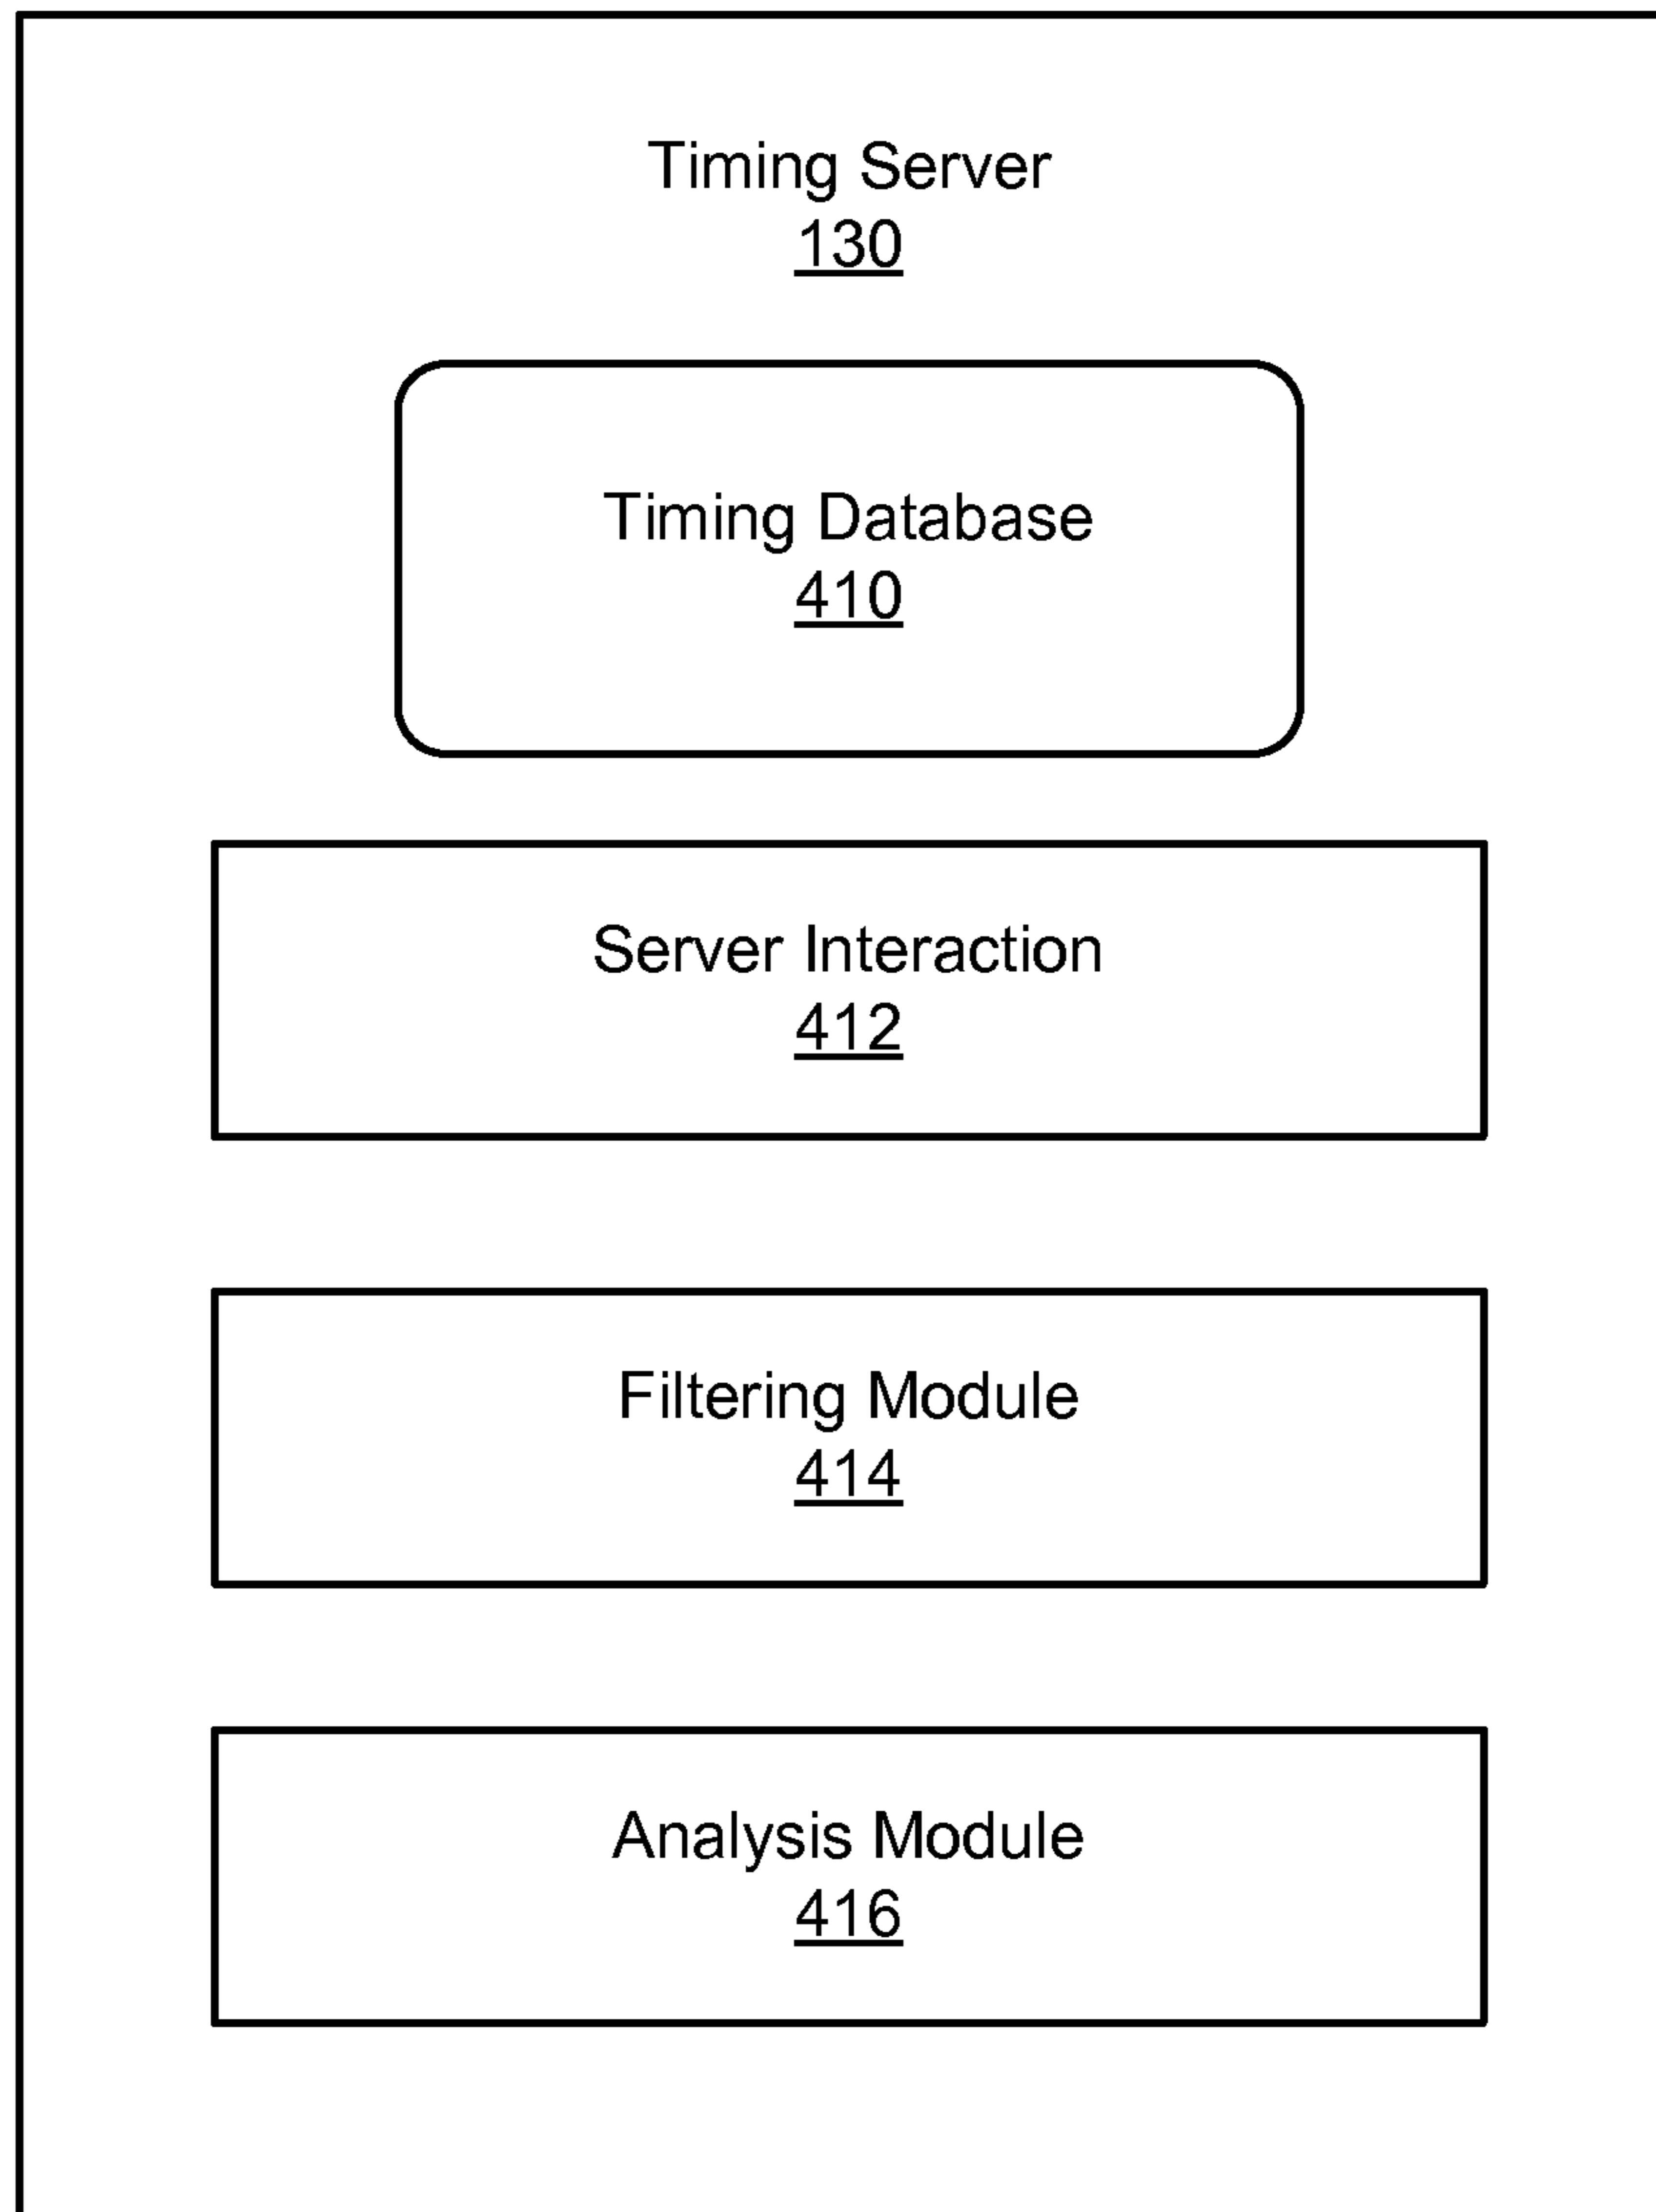 Timing Server
130
Timing Database
410
Server Interaction
412
Filtering Module
414
Analysis Module
416